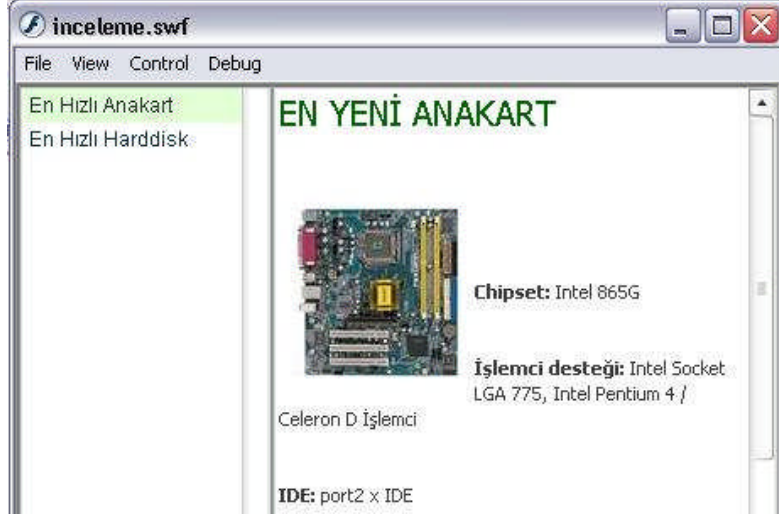 inceleme.swf
File View Control Debug
En Hızlı Anakart
En Hızlı Harddisk
EN YENİ ANAKART
Chipset: Intel 865G
İşlemci desteği: Intel Socket
LGA 775, Intel Pentium 4 /
Celeron D İşlemci
IDE: port2 x IDE